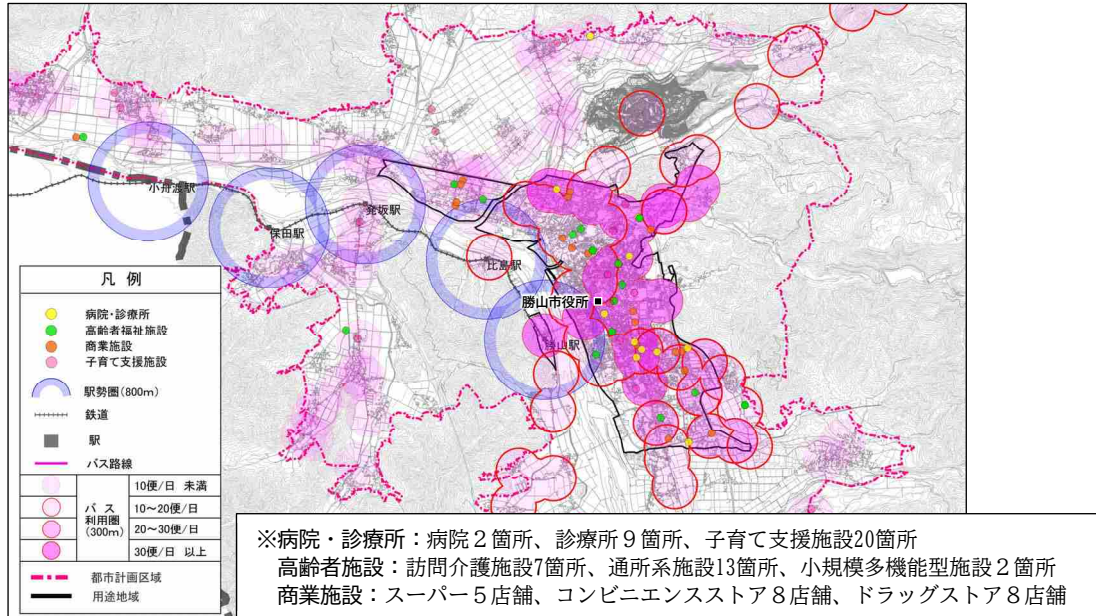 小舟渡駅
保田駅
発坂駅
比島駅
勝山市役所
勝山駅
凡例
病院・診療所
高齢者福祉施設
商業施設
子育て支援施設
駅勢圏(800m)
鉄道
駅
バス路線
バス
利用圏
(300m)
10便/日 未満
10~20便/日
20~30便/日
30便/日 以上
都市計画区域
用途地域
※病院・診療所:病院2箇所、診療所9箇所、子育て支援施設20箇所
高齢者施設:訪問介護施設7箇所、通所系施設13箇所、小規模多機能型施設2箇所
商業施設:スーパー5店舗、コンビニエンスストア8店舗、ドラッグストア8店舗